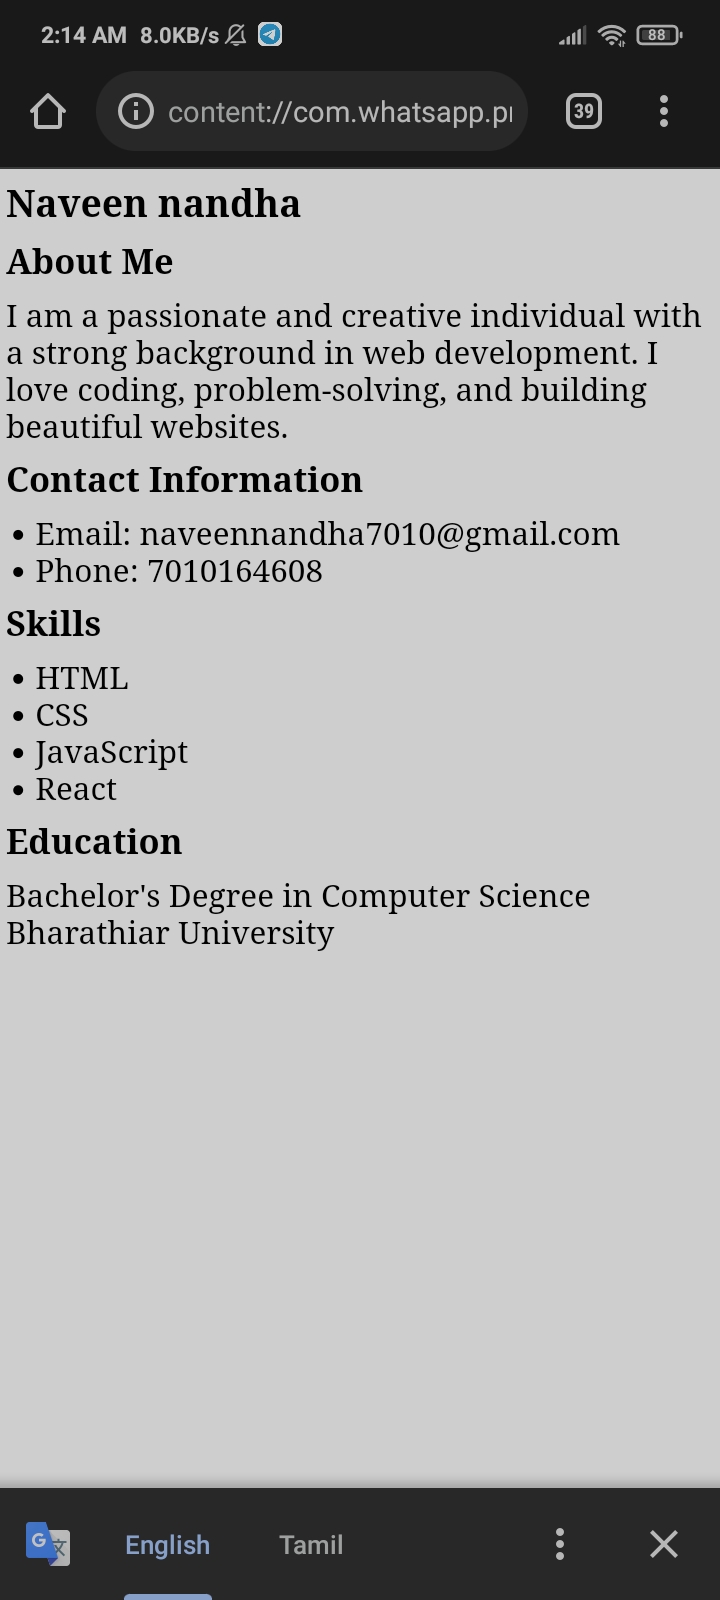 2:14 AM 8.0KB/s 88
content://com.whatsapp.p 39
Naveen nandha
About Me
I am a passionate and creative individual with
a strong background in web development. I
love coding, problem-solving, and building
beautiful websites.
Contact Information
• Email: naveennandha7010@gmail.com
• Phone: 7010164608
Skills
• HTML
• CSS
• JavaScript
• React
Education
Bachelor's Degree in Computer Science
Bharathiar University
G 文 English Tamil